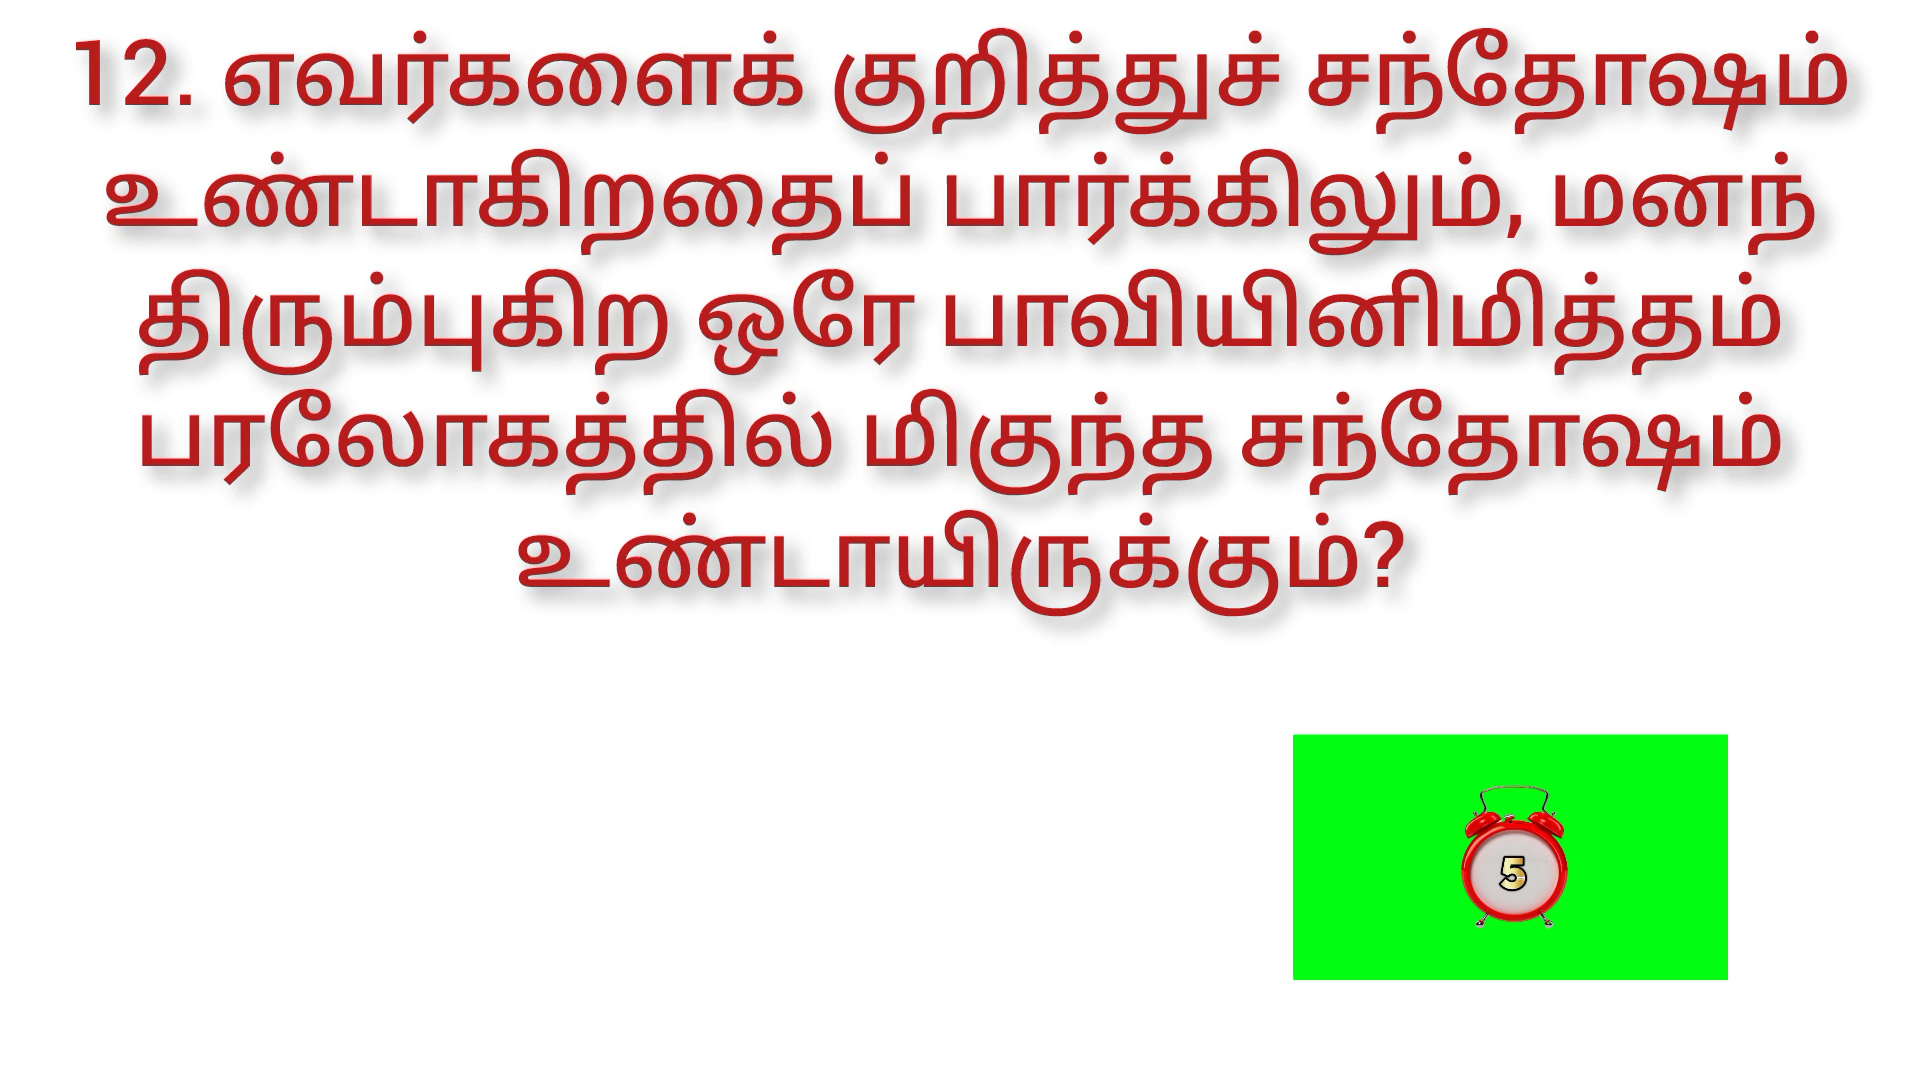 12. எவர்களைக் குறித்துச் சந்தோஷம்
உண்டாகிறதைப் பார்க்கிலும், மனந்
திரும்புகிற ஒரே பாவியினிமித்தம்
பரலோகத்தில் மிகுந்த சந்தோஷம்
உண்டாயிருக்கும்?
5